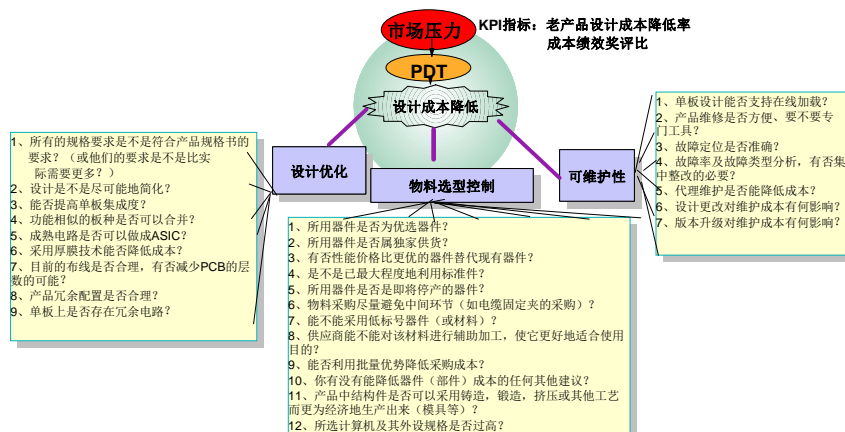 市场压力
KPI指标：老产品设计成本降低率
成本绩效奖评比
PDT
设计成本降低
设计优化
物料选型控制
可维护性
1、所有的规格要求是不是符合产品规格书的
要求？（或他们的要求是不是比实
际需要更多？）
2、设计是不是尽可能地简化？
3、能否提高单板集成度？
4、功能相似的板种是否可以合并？
5、成熟电路是否可以做成ASIC？
6、采用厚膜技术能否降低成本？
7、目前的布线是否合理，有否减少PCB的层
数的可能？
8、产品冗余配置是否合理？
9、单板上是否存在冗余电路？
1、所用器件是否为优选器件？
2、所用器件是否属独家供货？
3、有否性能价格比更优的器件替代现有器件？
4、是不是已最大程度地利用标准件？
5、所用器件是否是即将停产的器件？
6、物料采购尽量避免中间环节（如电缆固定夹的采购）？
7、能不能采用低标号器件（或材料）？
8、供应商能不能对该材料进行辅助加工，使它更好地适合使用
目的？
9、能否利用批量优势降低采购成本？
10、你有没有能降低器件（部件）成本的任何其他建议？
11、产品中结构件是否可以采用铸造，锻造，挤压或其他工艺
而更为经济地生产出来（模具等）？
12、所选计算机及其外设规格是否过高？
1、单板设计能否支持在线加载？
2、产品维修是否方便、要不要专
门工具？
3、故障定位是否准确？
4、故障率及故障类型分析，有否集
中整改的必要？
5、代理维护是否能降低成本？
6、设计更改对维护成本有何影响？
7、版本升级对维护成本有何影响？